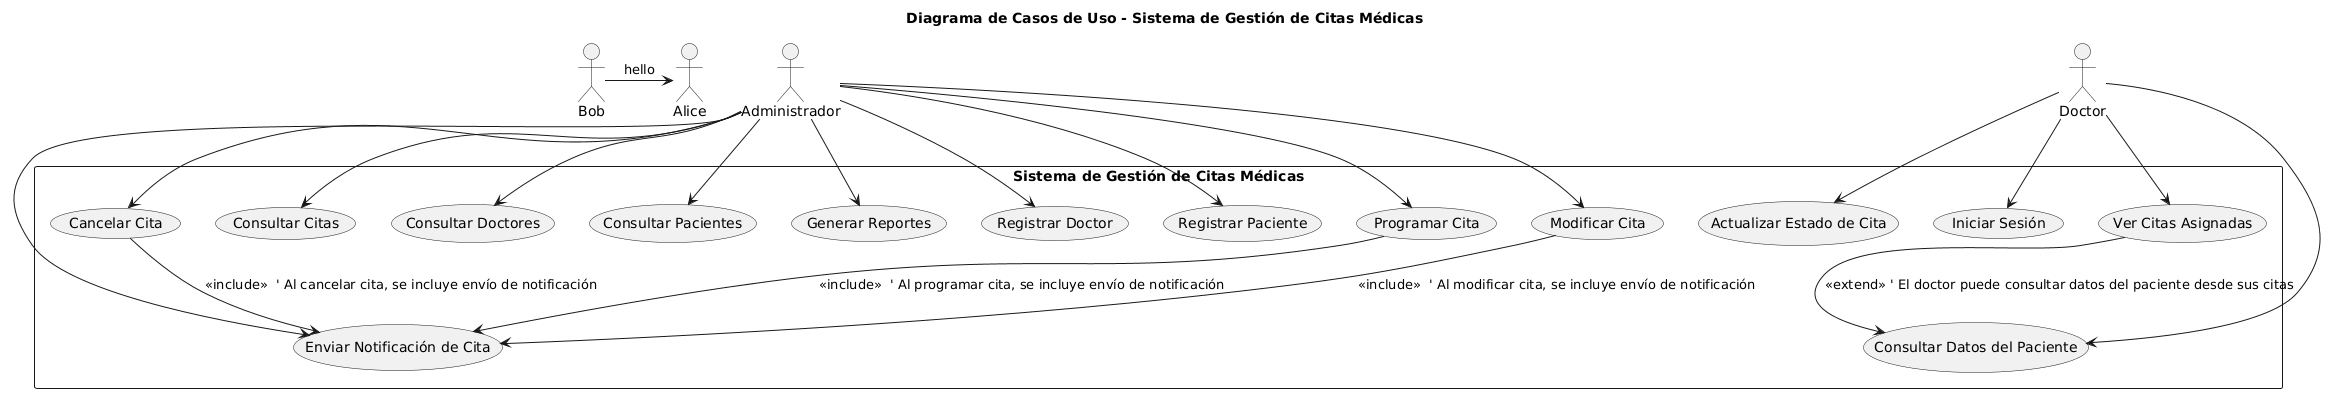 Diagrama de Casos de Uso - Sistema de Gestión de Citas Médicas
hello
Bob
Alice
Administrador
Doctor
Sistema de Gestión de Citas Médicas
Cancelar Cita
Consultar Citas
Consultar Doctores
Consultar Pacientes
Generar Reportes
Registrar Doctor
Registrar Paciente
Programar Cita
Modificar Cita
Actualizar Estado de Cita
Iniciar Sesión
Ver Citas Asignadas
«include»  ' Al cancelar cita, se incluye envío de notificación
«include»  ' Al programar cita, se incluye envío de notificación
«include»  ' Al modificar cita, se incluye envío de notificación
«extend» ' El doctor puede consultar datos del paciente desde sus citas
Enviar Notificación de Cita
Consultar Datos del Paciente